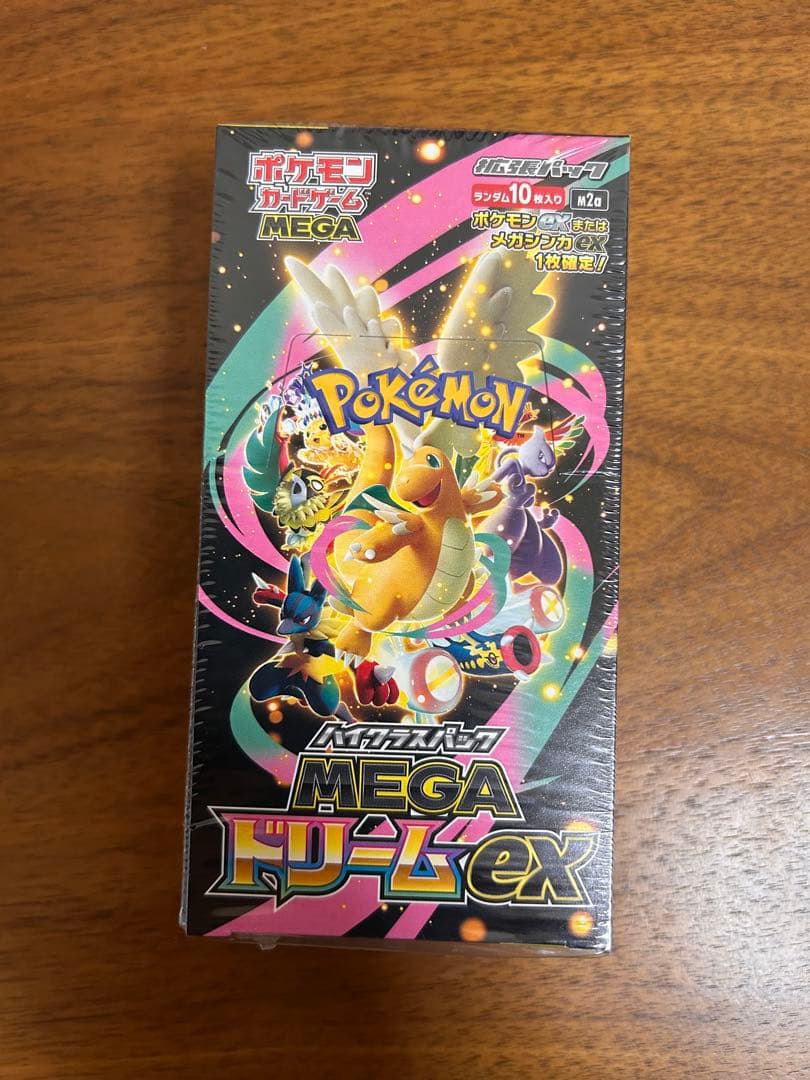 ポケモン
カードゲーム
MEGA
拡張パック
ランダム10枚入り M2a
ポケモンexまたは
メガシンカex
1枚確定!
POKéMON
TM
ハイクラスパック
MEGA
ドリームex